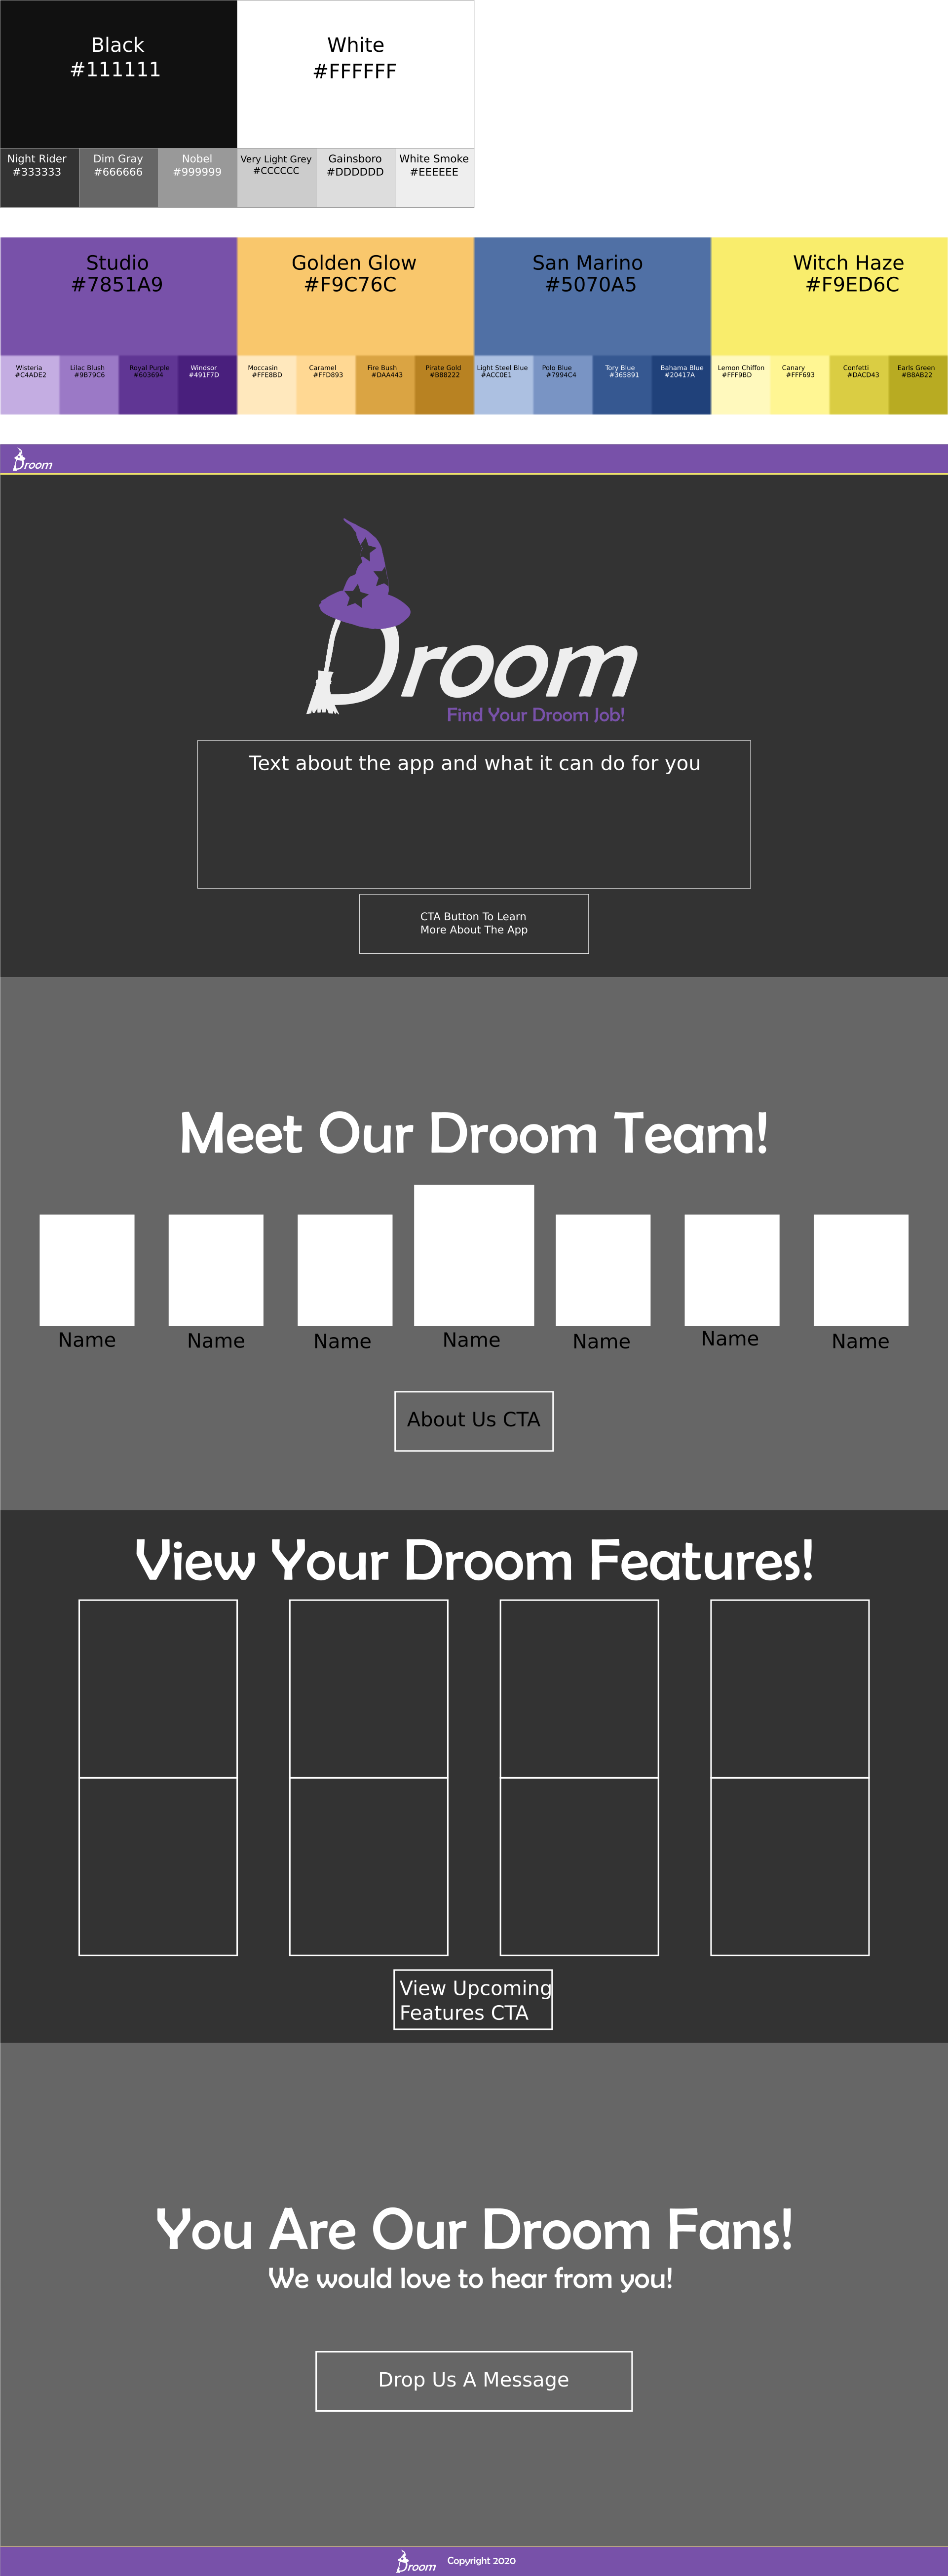 Black
#111111
White
#FFFFFF
Night Rider
#333333
Dim Gray
#666666
Nobel
#999999
Very Light Grey
#CCCCCC
Gainsboro
#DDDDDD
White Smoke
#EEEEEE
Studio
#7851A9
Golden Glow
#F9C76C
San Marino
#5070A5
Witch Haze
#F9ED6C
Wisteria
#C4ADE2
Lilac Blush
#9B79C6
Royal Purple
#603694
Windsor
#491F7D
Moccasin
#FFE8BD
Caramel
#FFD893
Fire Bush
#DAA443
Pirate Gold
#B88222
Light Steel Blue
#ACC0E1
Polo Blue
#7994C4
Tory Blue
#365891
Bahama Blue
#20417A
Lemon Chiffon
#FFF9BD
Canary
#FFF693
Confetti
#DACD43
Earls Green
#B8AB22
Droom
Droom
Find Your Droom Job!
Text about the app and what it can do for you
CTA Button To Learn
More About The App
Meet Our Droom Team!
Name
Name
Name
Name
Name
Name
Name
About Us CTA
View Your Droom Features!
View Upcoming
Features CTA
You Are Our Droom Fans!
We would love to hear from you!
Drop Us A Message
Droom
Copyright 2020